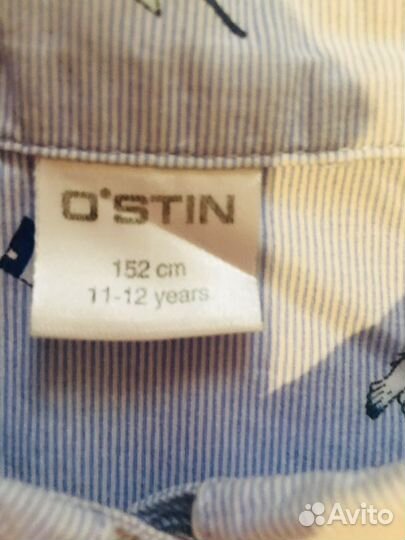 O'STIN
152 cm
11-12 years
Avito